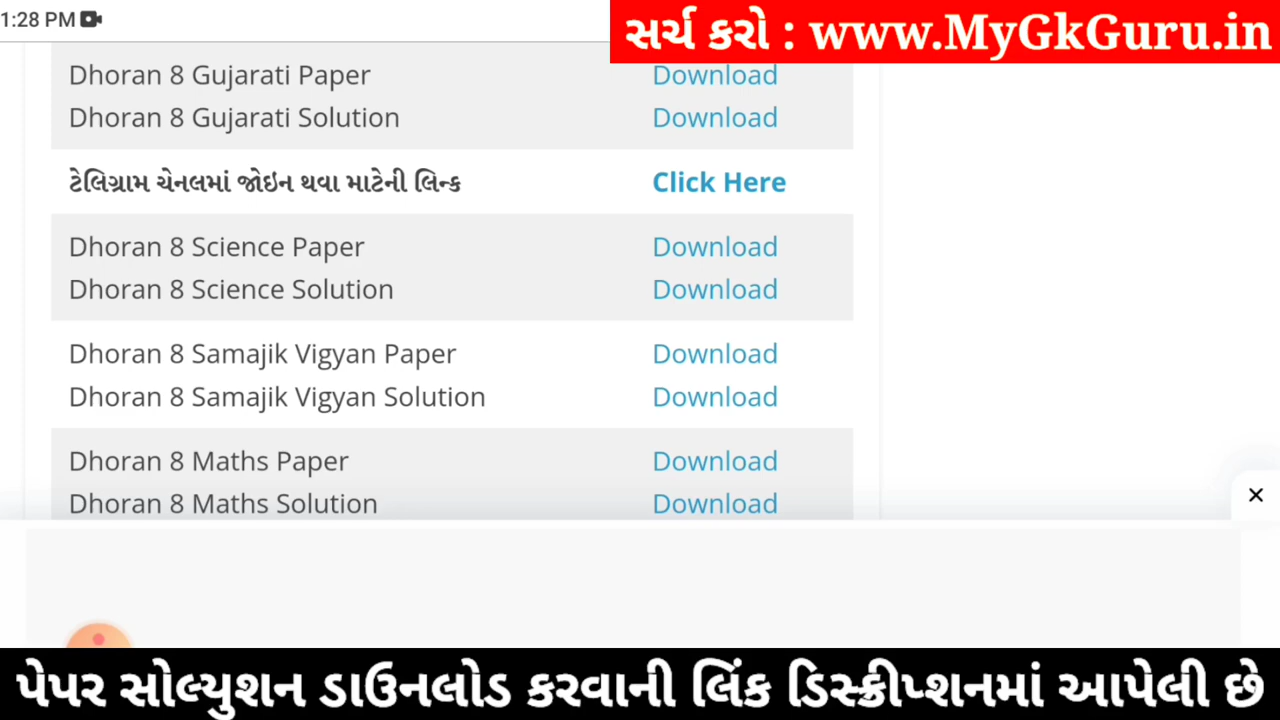 1:28 PM
સર્ચ કરો : www.MyGkGuru.in
Dhoran 8 Gujarati Paper Download
Dhoran 8 Gujarati Solution Download
ટેલિગ્રામ ચેનલમાં જોઇન થવા માટેની લિન્ક Click Here
Dhoran 8 Science Paper Download
Dhoran 8 Science Solution Download
Dhoran 8 Samajik Vigyan Paper Download
Dhoran 8 Samajik Vigyan Solution Download
Dhoran 8 Maths Paper Download
Dhoran 8 Maths Solution Download
પેપર સોલ્યુશન ડાઉનલોડ કરવાની લિંક ડિસ્ક્રીપ્શનમાં આપેલી છે